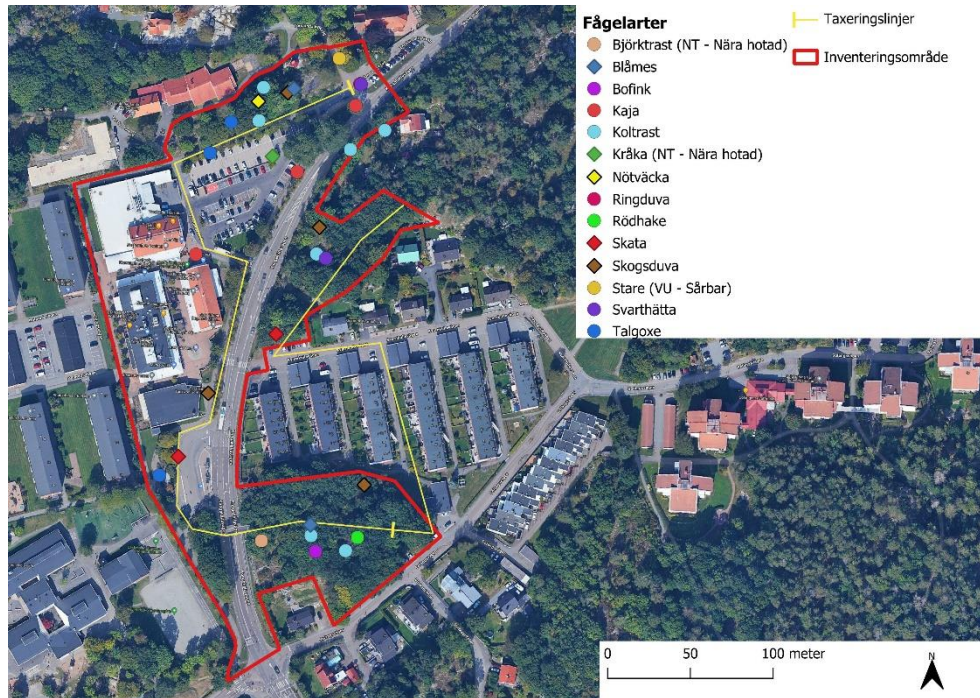 Fågelarter
Björktrast (NT - Nära hotad)
Blåmes
Bofink
Kaja
Koltrast
Kråka (NT - Nära hotad)
Nötväcka
Ringduva
Rödhake
Skata
Skogsduva
Stare (VU - Sårbar)
Svarthätta
Talgoxe
Taxeringslinjer
Inventeringsområde
0 50 100 meter
N